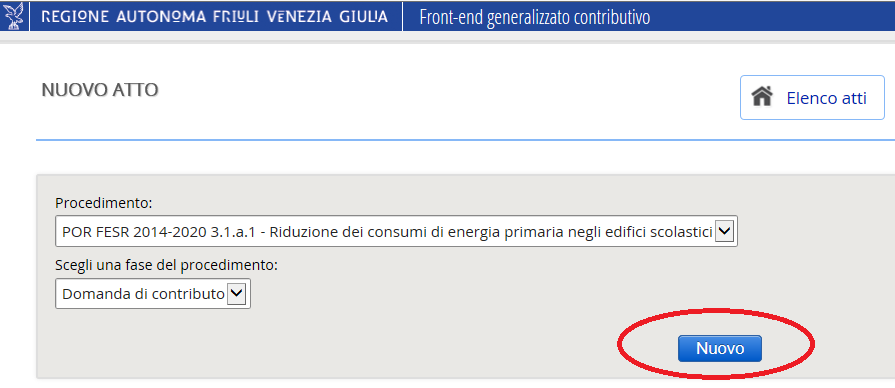 REGIONE AUTONOMA FRIULI VENEZIA GIULIA
Front-end generalizzato contributivo
NUOVO ATTO
Elenco atti
Procedimento:
POR FESR 2014-2020 3.1.a.1 - Riduzione dei consumi di energia primaria negli edifici scolastici
Scegli una fase del procedimento:
Domanda di contributo
Nuovo